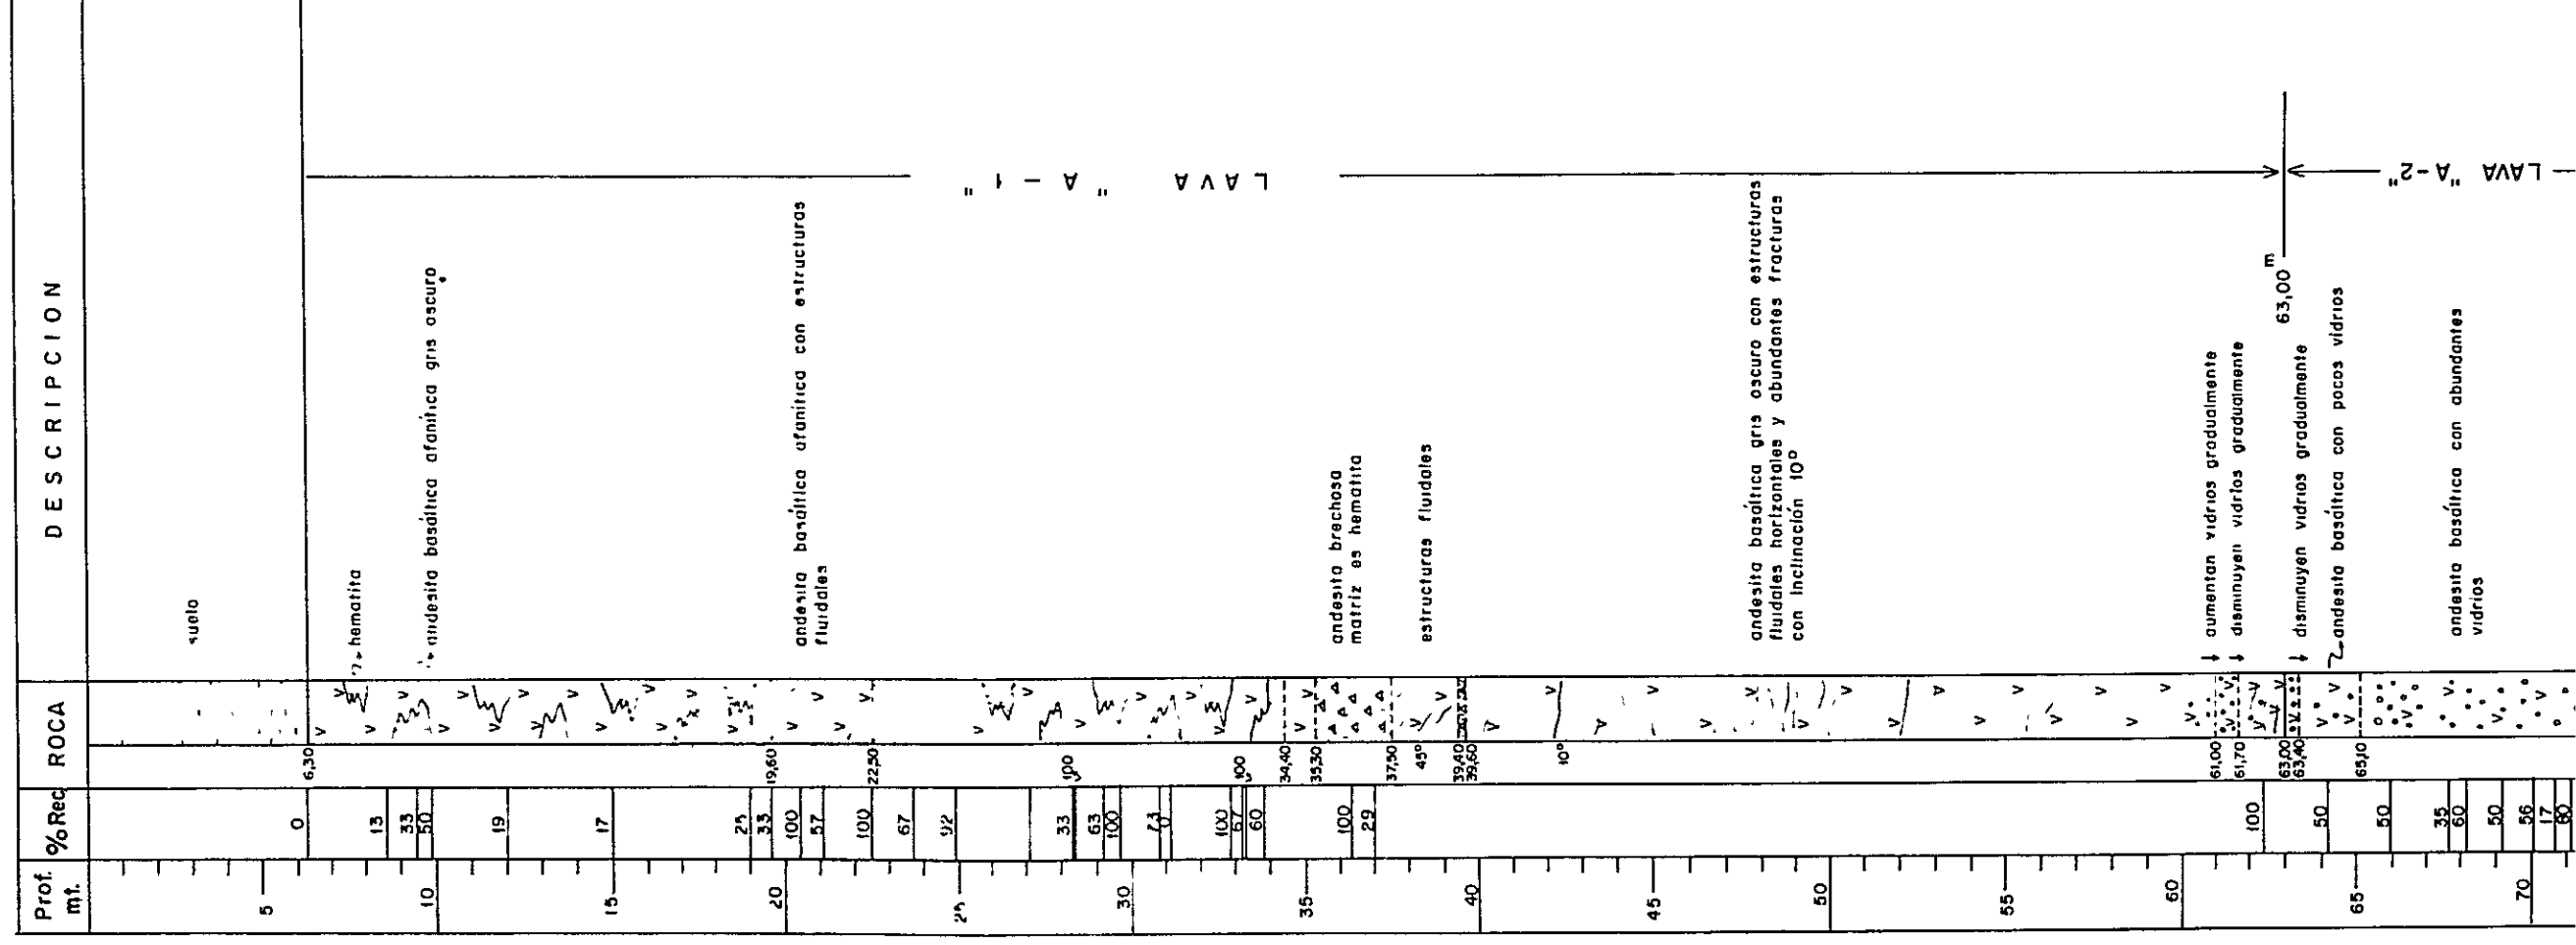 Prof. mt.
%Rec
ROCA
DESCRIPCION
5
10
15
20
25
30
35
40
45
50
55
60
65
70
0
13
33
50
19
17
25
33
100
57
100
67
92
33
63
100
73
0
100
67
60
100
29
100
50
50
35
60
50
56
17
80
6,30
19,60
22,50
100
100
34,40
35,30
37,50
45°
39,40
39,60
10°
61,00
61,70
63,00
63,40
65,10
suelo
hematita
andesita basáltica afanítica gris oscuro
andesita basáltica afanítica con estructuras
fluidales
andesita brechosa
matriz es hematita
estructuras fluidales
andesita basáltica gris oscuro con estructuras
fluidales horizontales y abundantes fracturas
con inclinación 10°
aumentan vidrios gradualmente
disminuyen vidrios gradualmente
63,00 m
disminuyen vidrios gradualmente
andesita basáltica con pocos vidrios
andesita basáltica con abundantes
vidrios
LAVA "A-1"
LAVA "A-2"